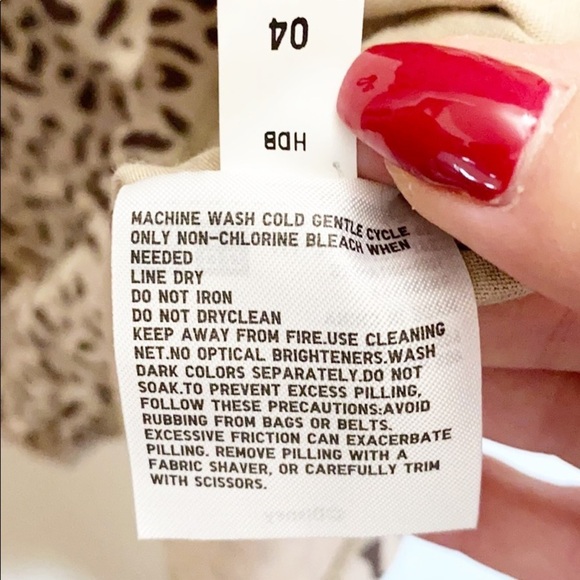 04
HDB
MACHINE WASH COLD GENTLE CYCLE
ONLY NON-CHLORINE BLEACH WHEN
NEEDED
LINE DRY
DO NOT IRON
DO NOT DRYCLEAN
KEEP AWAY FROM FIRE.USE CLEANING
NET.NO OPTICAL BRIGHTENERS.WASH
DARK COLORS SEPARATELY.DO NOT
SOAK.TO PREVENT EXCESS PILLING,
FOLLOW THESE PRECAUTIONS:AVOID
RUBBING FROM BAGS OR BELTS.
EXCESSIVE FRICTION CAN EXACERBATE
PILLING. REMOVE PILLING WITH A
FABRIC SHAVER, OR CAREFULLY TRIM
WITH SCISSORS.
©Disney